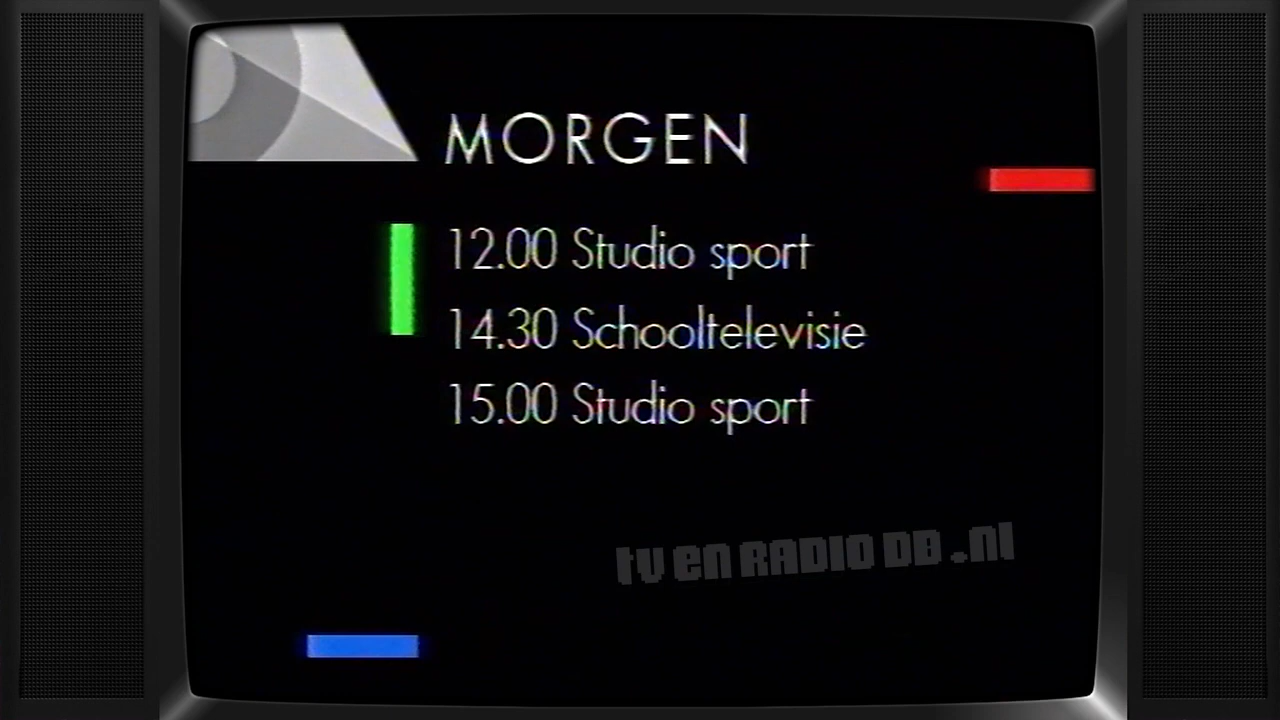 MORGEN
12.00 Studio sport
14.30 Schooltelevisie
15.00 Studio sport
tv en RADIO DB .nl